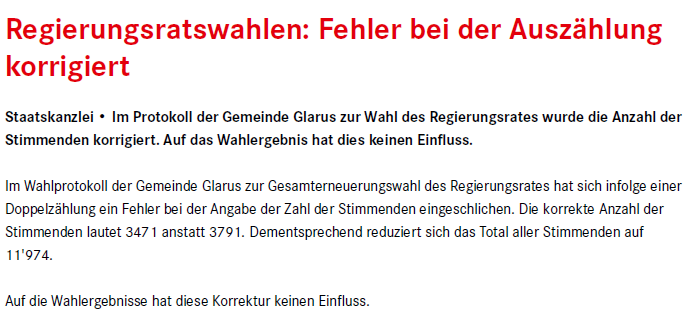 Regierungsratswahlen: Fehler bei der Auszählung
korrigiert
Staatskanzlei • Im Protokoll der Gemeinde Glarus zur Wahl des Regierungsrates wurde die Anzahl der
Stimmenden korrigiert. Auf das Wahlergebnis hat dies keinen Einfluss.
Im Wahlprotokoll der Gemeinde Glarus zur Gesamterneuerungswahl des Regierungsrates hat sich infolge einer
Doppelzählung ein Fehler bei der Angabe der Zahl der Stimmenden eingeschlichen. Die korrekte Anzahl der
Stimmenden lautet 3471 anstatt 3791. Dementsprechend reduziert sich das Total aller Stimmenden auf
11'974.
Auf die Wahlergebnisse hat diese Korrektur keinen Einfluss.